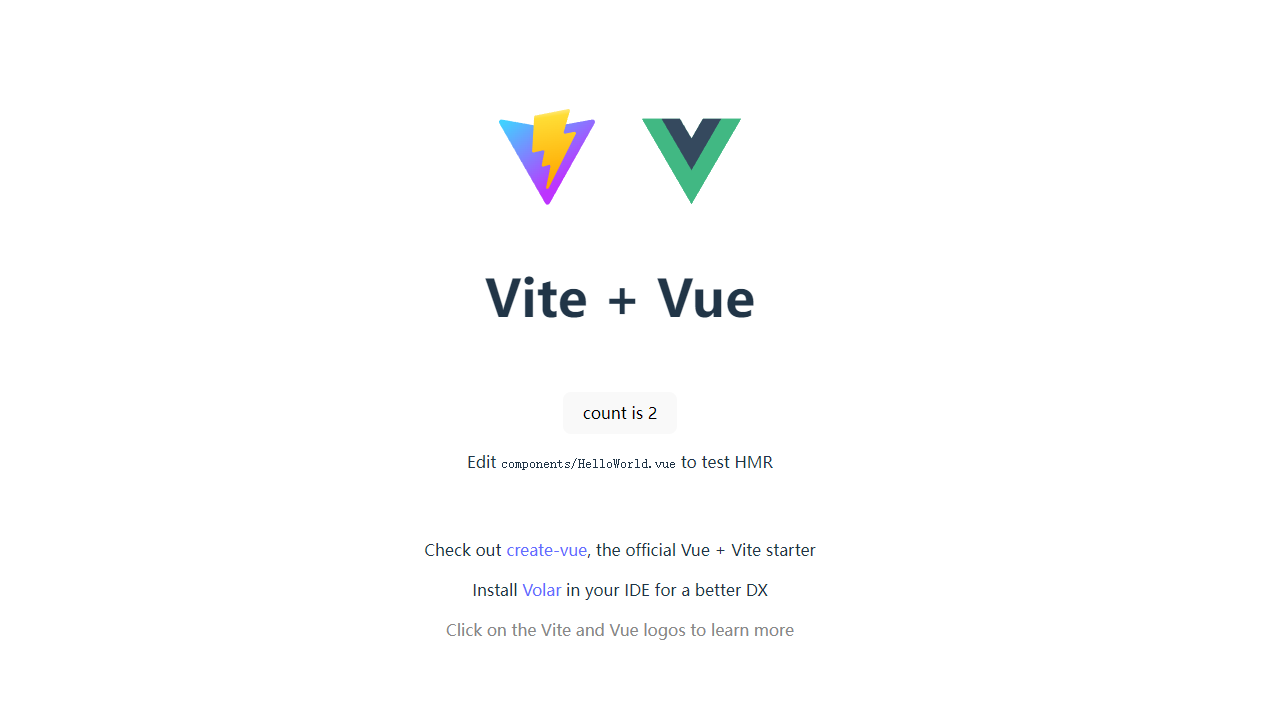 Vite + Vue
count is 2
Edit components/HelloWorld.vue to test HMR
Check out create-vue, the official Vue + Vite starter
Install Volar in your IDE for a better DX
Click on the Vite and Vue logos to learn more